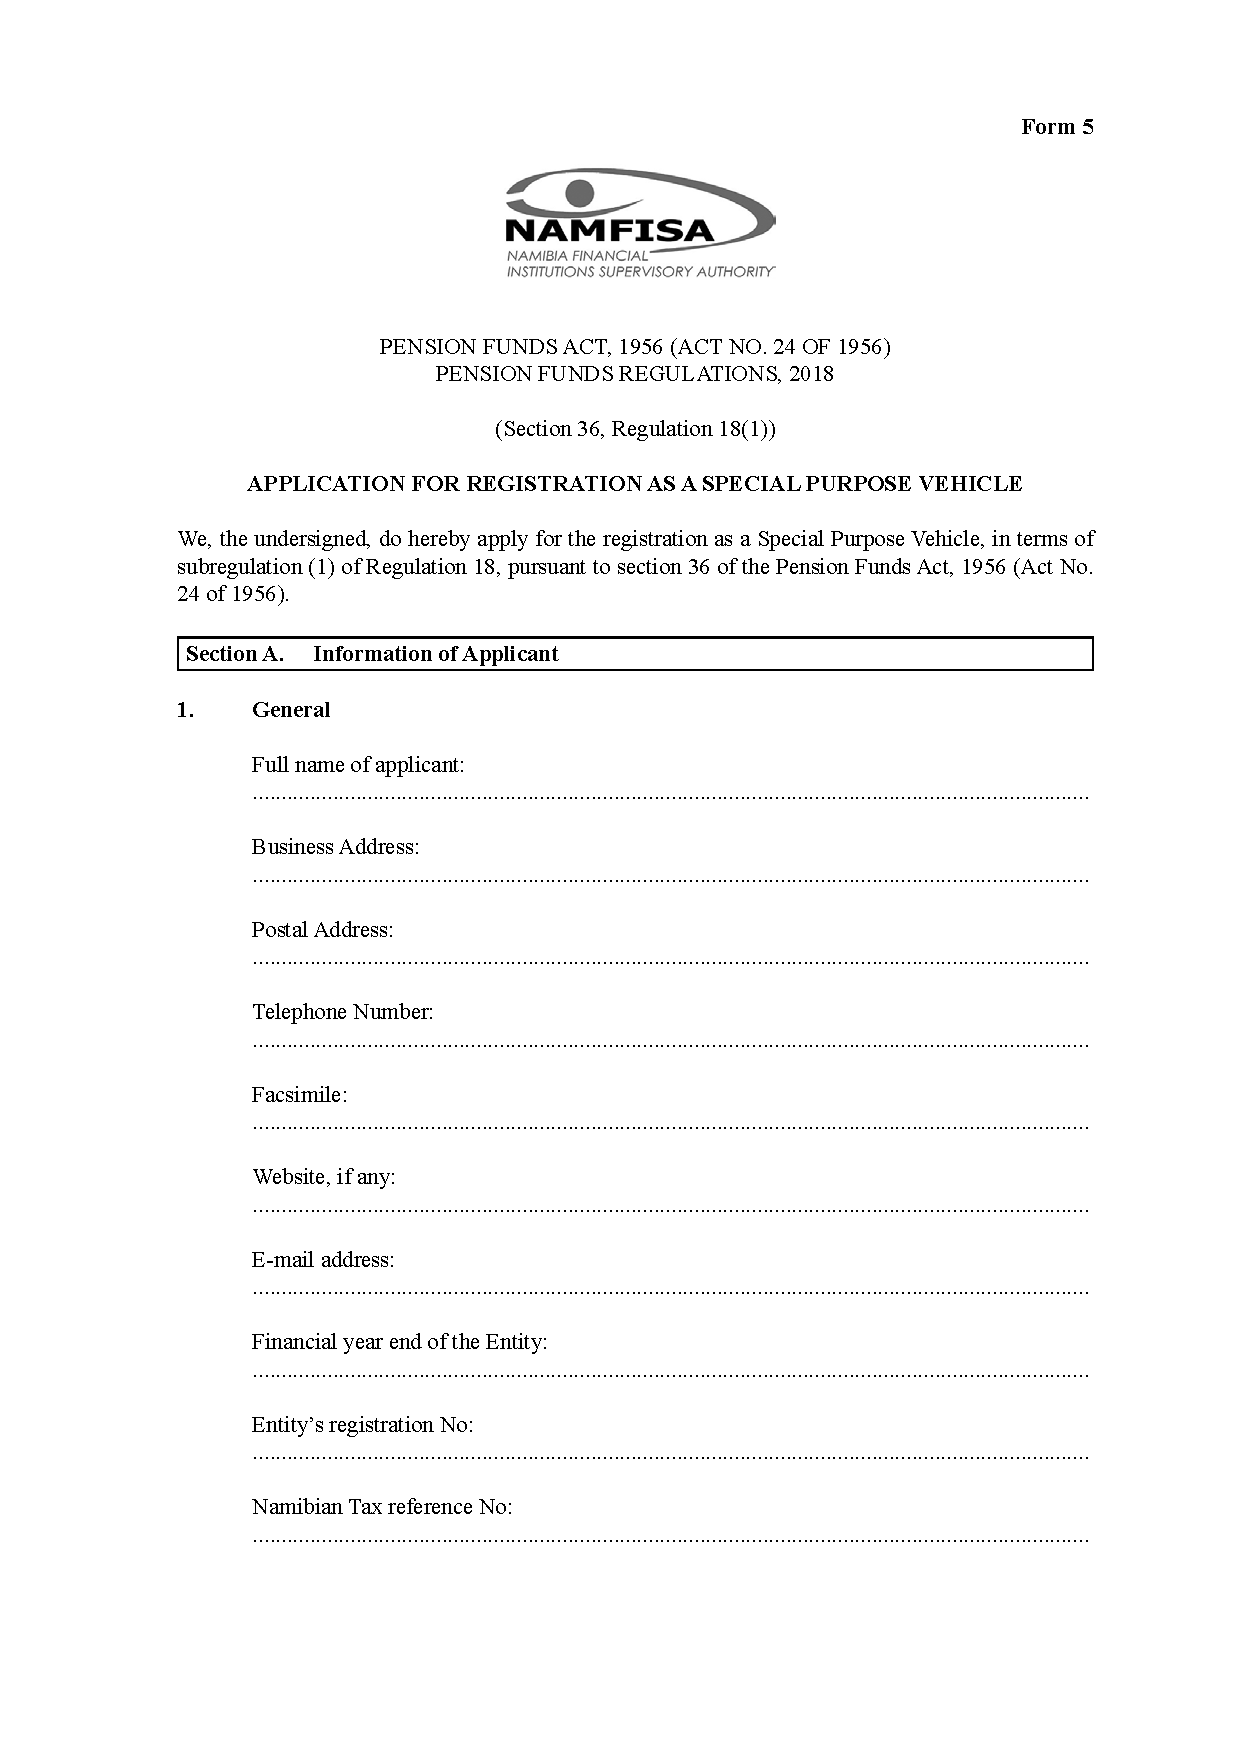 Form 5
NAMFISA
NAMIBIA FINANCIAL
INSTITUTIONS SUPERVISORY AUTHORITY
PENSION FUNDS ACT, 1956 (ACT NO. 24 OF 1956)
PENSION FUNDS REGULATIONS, 2018
(Section 36, Regulation 18(1))
APPLICATION FOR REGISTRATION AS A SPECIAL PURPOSE VEHICLE
We, the undersigned, do hereby apply for the registration as a Special Purpose Vehicle, in terms of
subregulation (1) of Regulation 18, pursuant to section 36 of the Pension Funds Act, 1956 (Act No.
24 of 1956).
Section A. Information of Applicant
1. General
Full name of applicant:
Business Address:
Postal Address:
Telephone Number:
Facsimile:
Website, if any:
E-mail address:
Financial year end of the Entity:
Entity’s registration No:
Namibian Tax reference No: